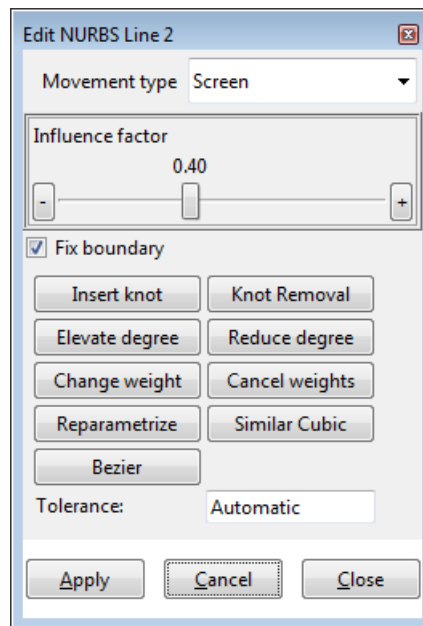 Edit NURBS Line 2
Movement type Screen
Influence factor
0.40
- +
Fix boundary
Insert knot Knot Removal
Elevate degree Reduce degree
Change weight Cancel weights
Reparametrize Similar Cubic
Bezier
Tolerance: Automatic
Apply Cancel Close